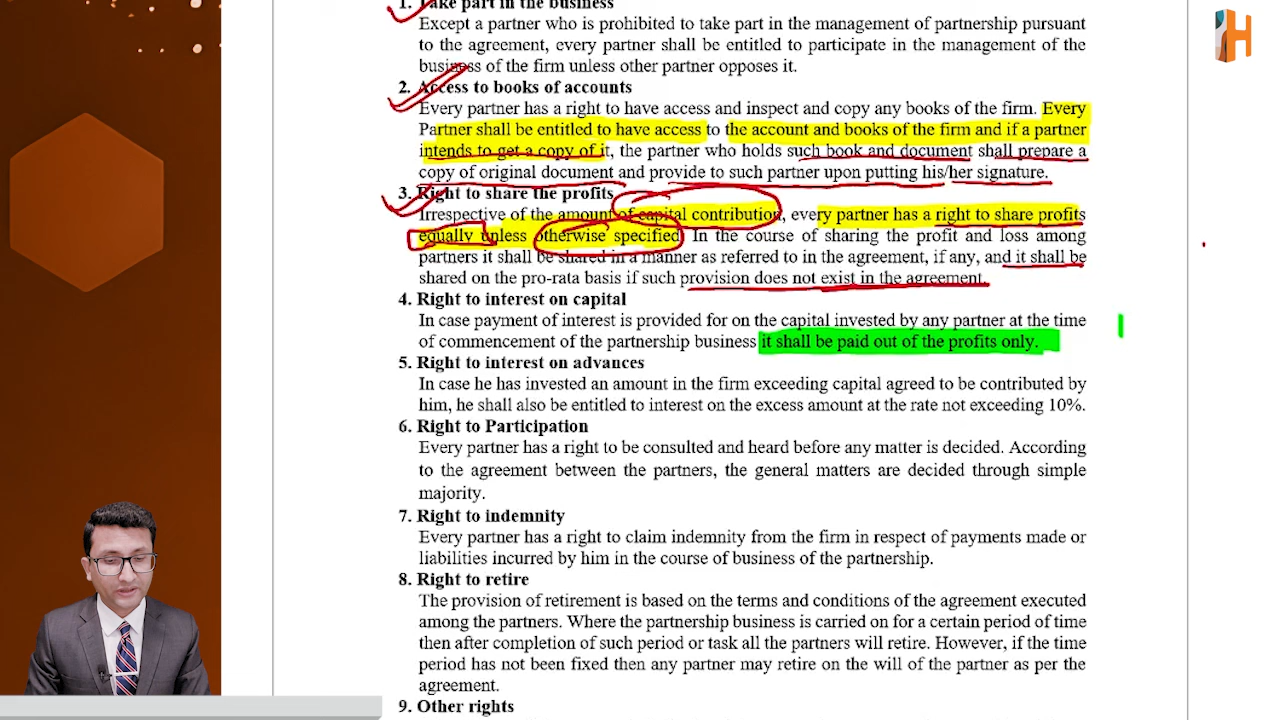 1. Take part in the business
Except a partner who is prohibited to take part in the management of partnership pursuant
to the agreement, every partner shall be entitled to participate in the management of the
business of the firm unless other partner opposes it.
2. Access to books of accounts
Every partner has a right to have access and inspect and copy any books of the firm. Every
Partner shall be entitled to have access to the account and books of the firm and if a partner
intends to get a copy of it, the partner who holds such book and document shall prepare a
copy of original document and provide to such partner upon putting his/her signature.
3. Right to share the profits
Irrespective of the amount of capital contribution, every partner has a right to share profits
equally unless otherwise specified. In the course of sharing the profit and loss among
partners it shall be shared in a manner as referred to in the agreement, if any, and it shall be
shared on the pro-rata basis if such provision does not exist in the agreement.
4. Right to interest on capital
In case payment of interest is provided for on the capital invested by any partner at the time
of commencement of the partnership business it shall be paid out of the profits only.
5. Right to interest on advances
In case he has invested an amount in the firm exceeding capital agreed to be contributed by
him, he shall also be entitled to interest on the excess amount at the rate not exceeding 10%.
6. Right to Participation
Every partner has a right to be consulted and heard before any matter is decided. According
to the agreement between the partners, the general matters are decided through simple
majority.
7. Right to indemnity
Every partner has a right to claim indemnity from the firm in respect of payments made or
liabilities incurred by him in the course of business of the partnership.
8. Right to retire
The provision of retirement is based on the terms and conditions of the agreement executed
among the partners. Where the partnership business is carried on for a certain period of time
then after completion of such period or task all the partners will retire. However, if the time
period has not been fixed then any partner may retire on the will of the partner as per the
agreement.
9. Other rights